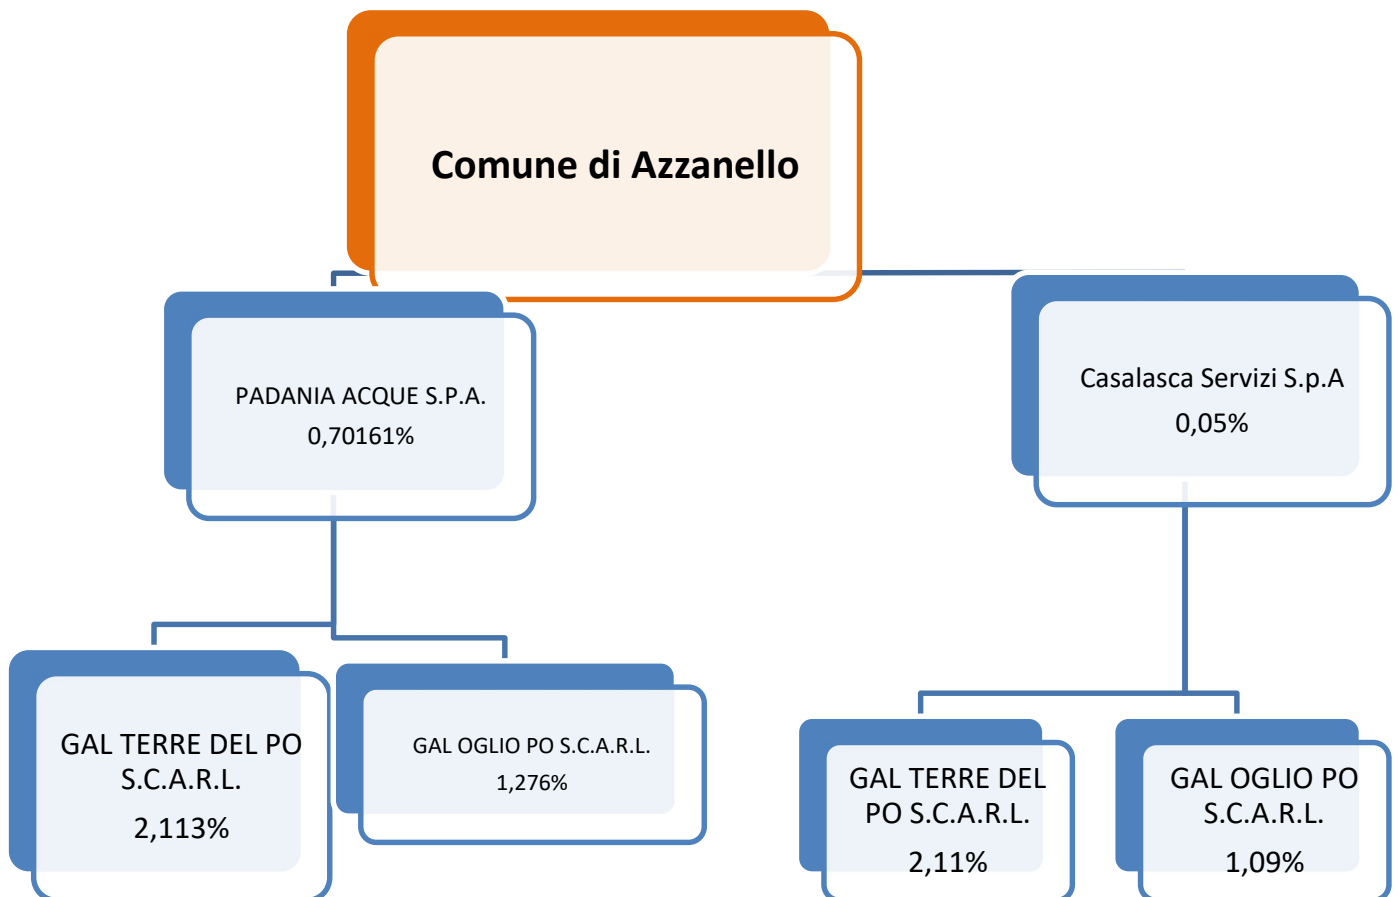 Comune di Azzanello
PADANIA ACQUE S.P.A.
0,70161%
Casalasca Servizi S.p.A
0,05%
GAL TERRE DEL PO
S.C.A.R.L.
2,113%
GAL OGLIO PO S.C.A.R.L.
1,276%
GAL TERRE DEL
PO S.C.A.R.L.
2,11%
GAL OGLIO PO
S.C.A.R.L.
1,09%